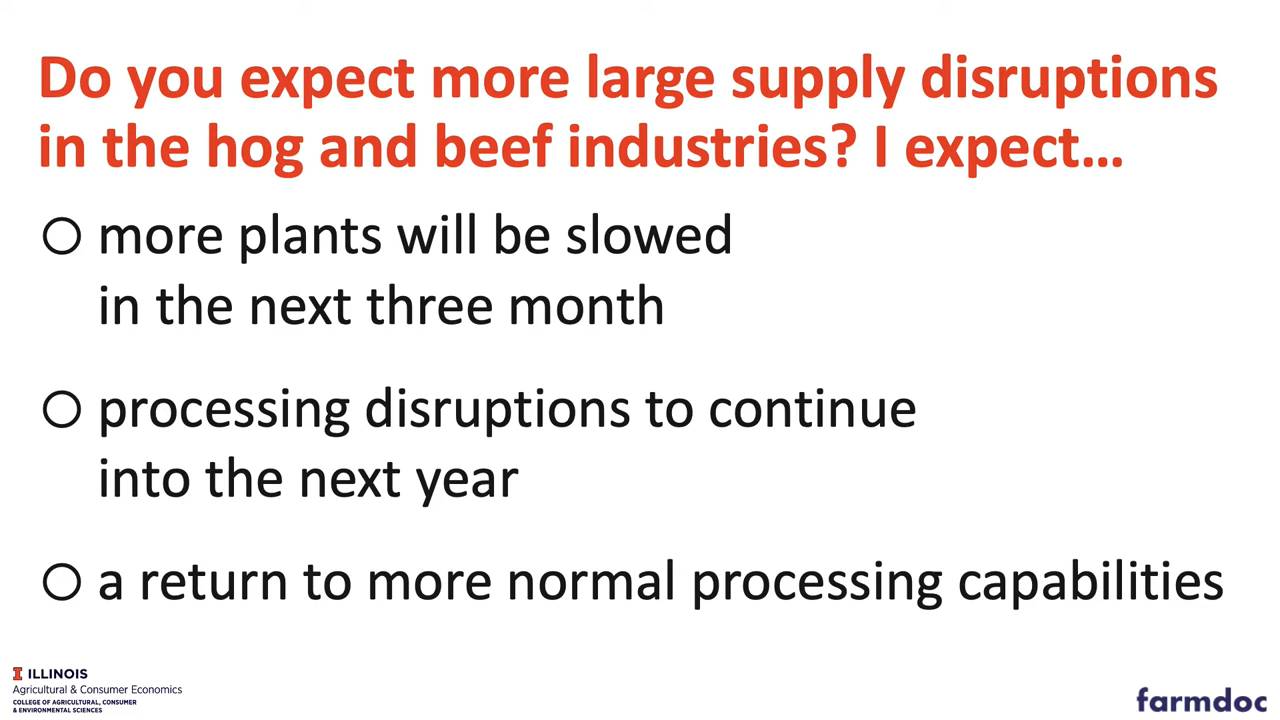 Do you expect more large supply disruptions
in the hog and beef industries? I expect...
more plants will be slowed
in the next three month
processing disruptions to continue
into the next year
a return to more normal processing capabilities
I ILLINOIS
Agricultural & Consumer Economics
COLLEGE OF AGRICULTURAL, CONSUMER
& ENVIRONMENTAL SCIENCES
farmdoc